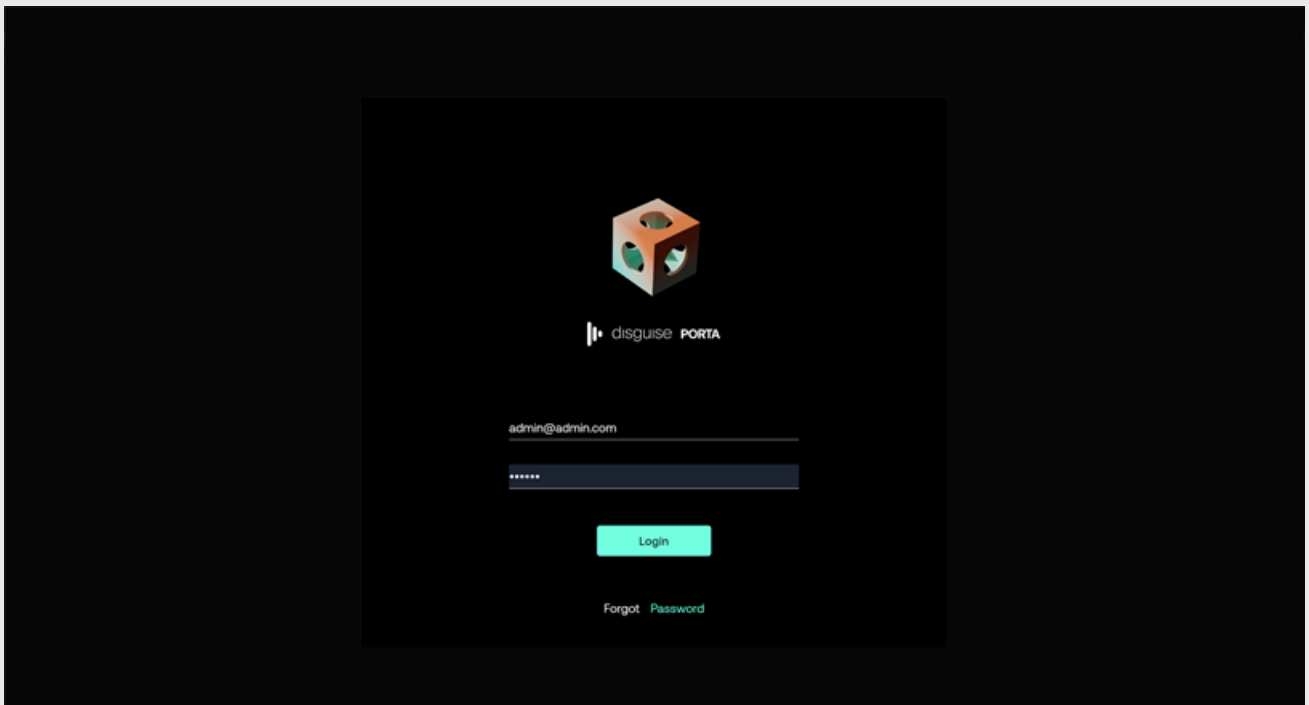 disguise PORTA
admin@admin.com
••••••
Login
Forgot Password